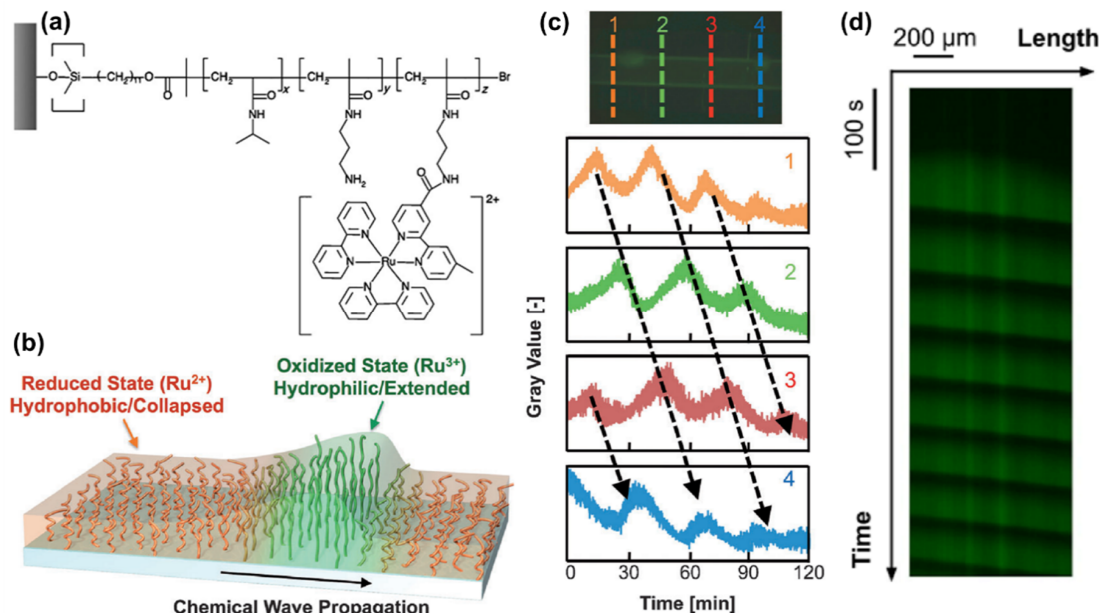 (a)
O
Si
(CH₂)₁₁
O
O
CH₂
x
O
NH
CH₂
y
O
NH
NH₂
CH₂
z
Br
O
NH
NH
O
2+
N
N
N
Ru
N
N
N
(b)
Reduced State (Ru²⁺)
Hydrophobic/Collapsed
Oxidized State (Ru³⁺)
Hydrophilic/Extended
Chemical Wave Propagation
(c)
1 2 3 4
1
2
3
4
Gray Value [-]
0 30 60 90 120
Time [min]
(d)
200 µm
Length
100 s
Time